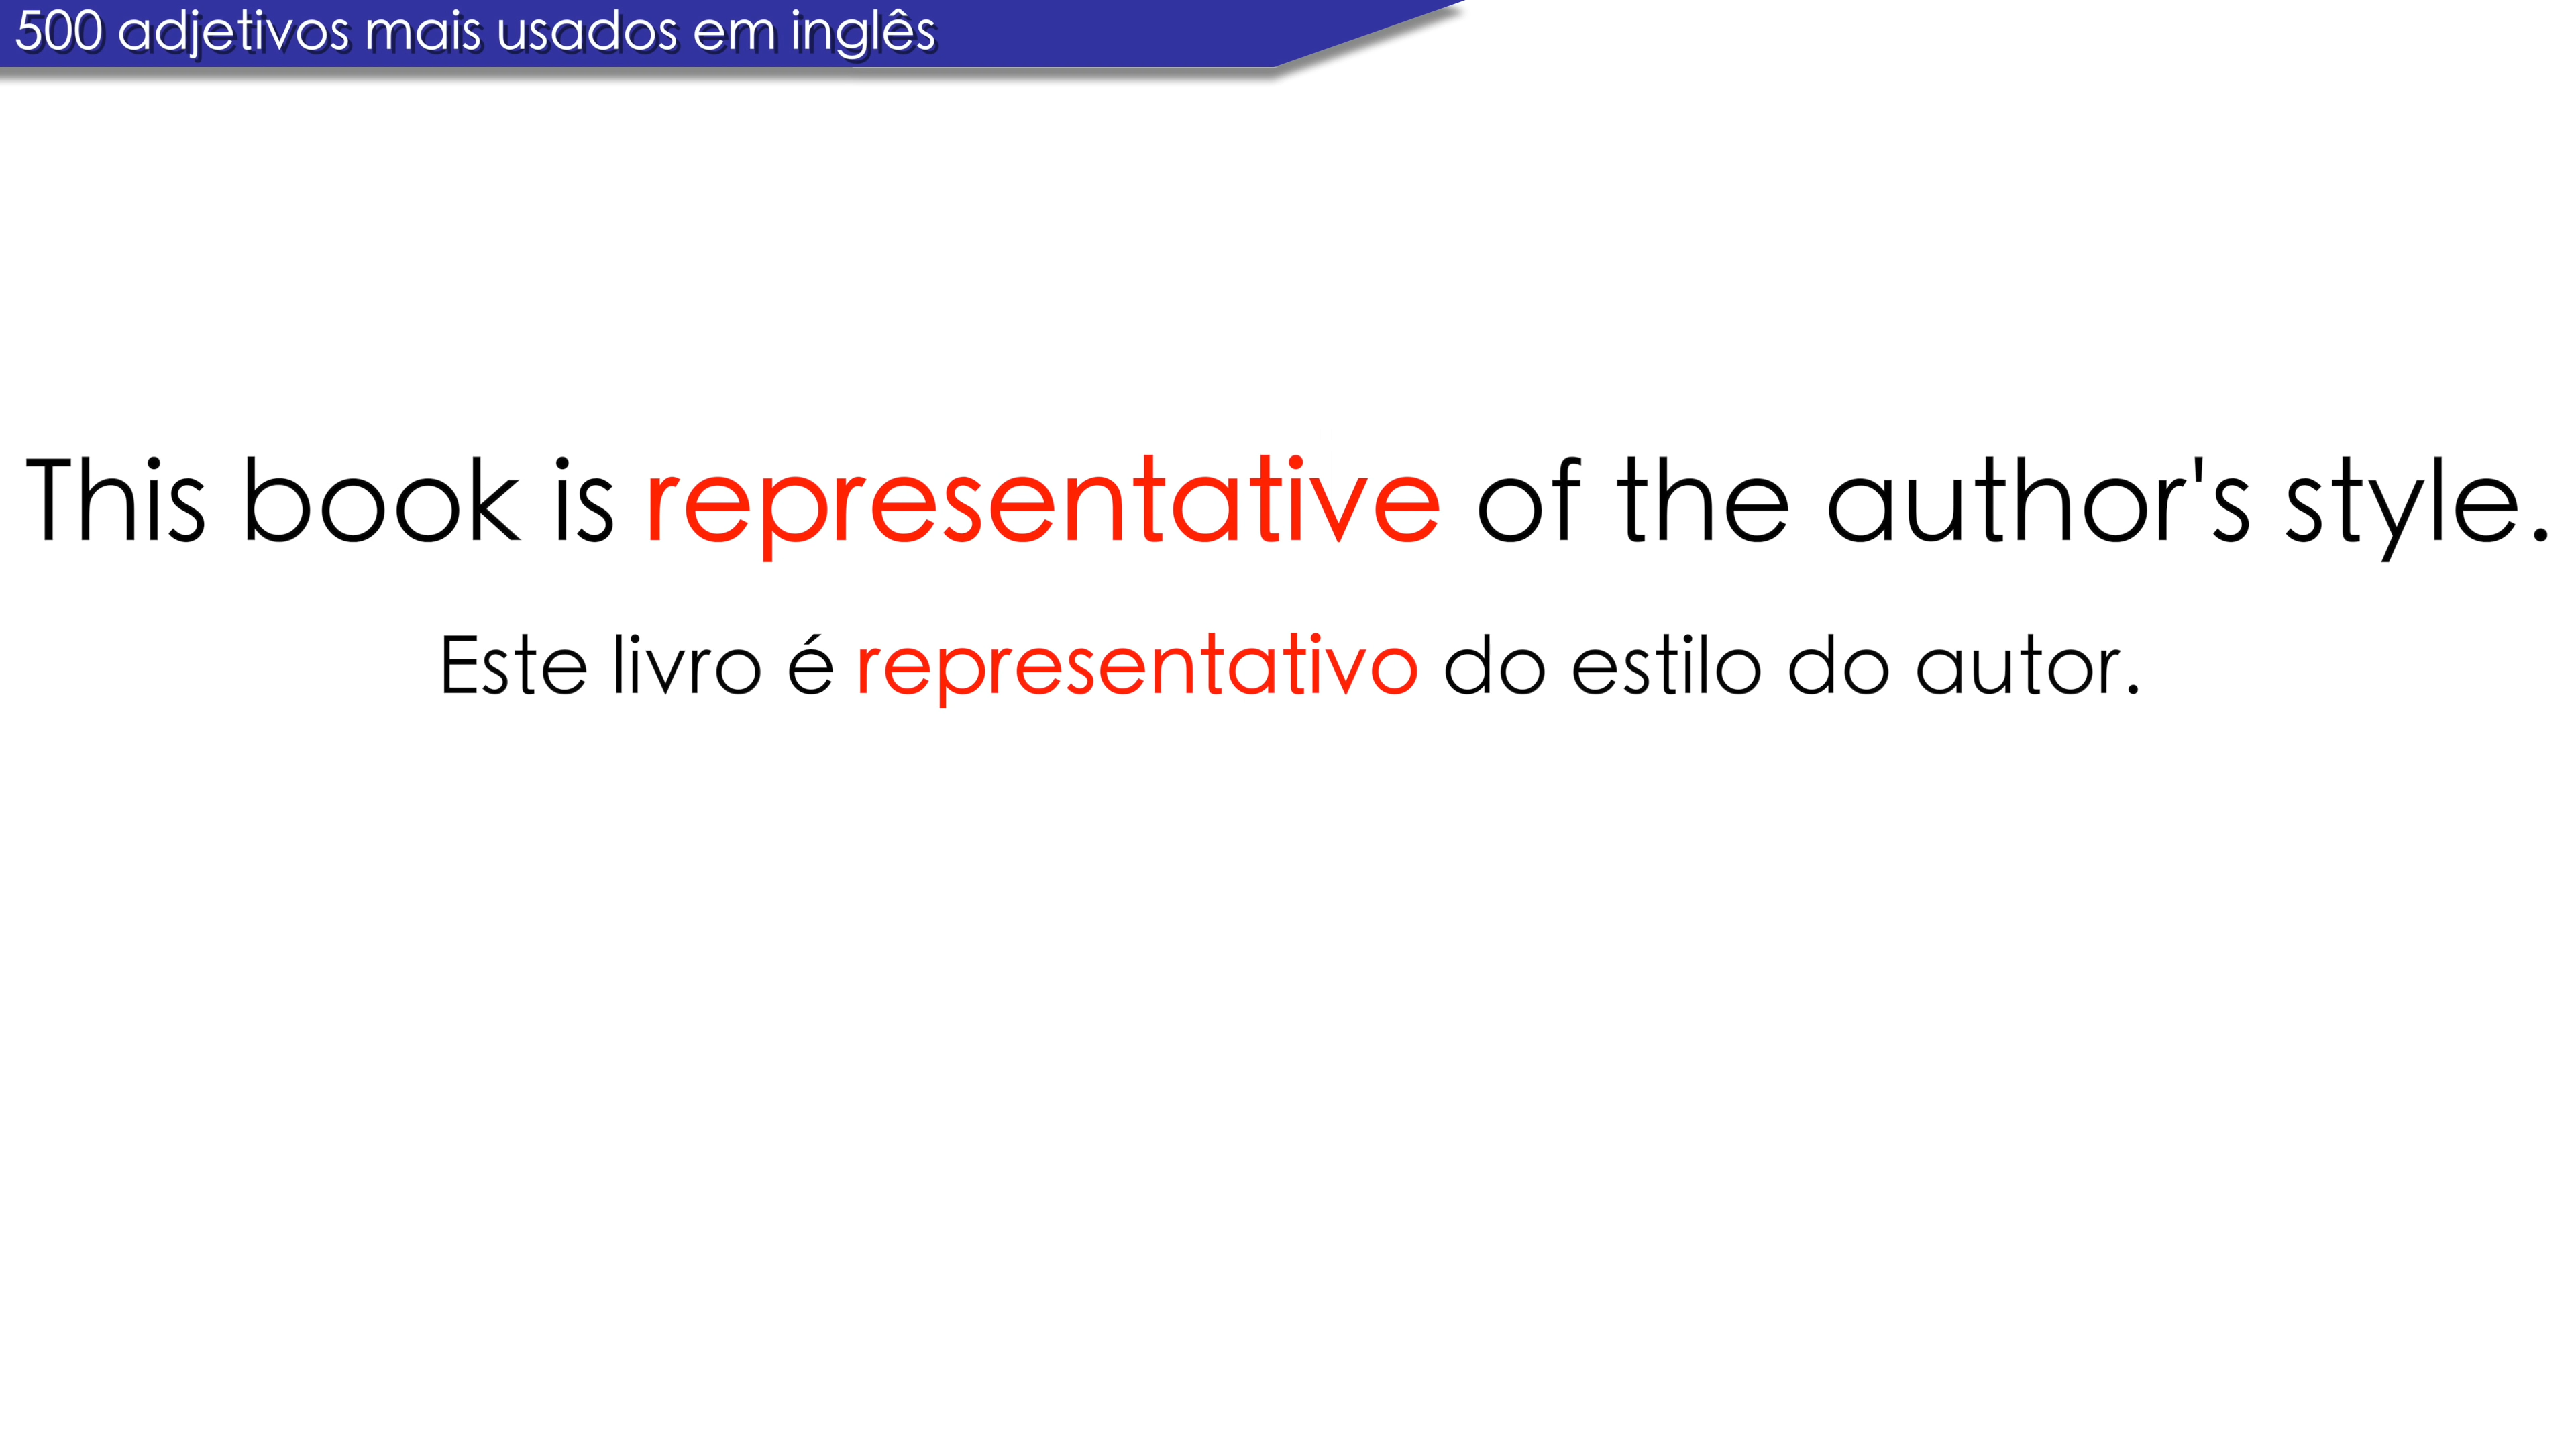 500 adjetivos mais usados em inglês
This book is representative of the author's style.
Este livro é representativo do estilo do autor.